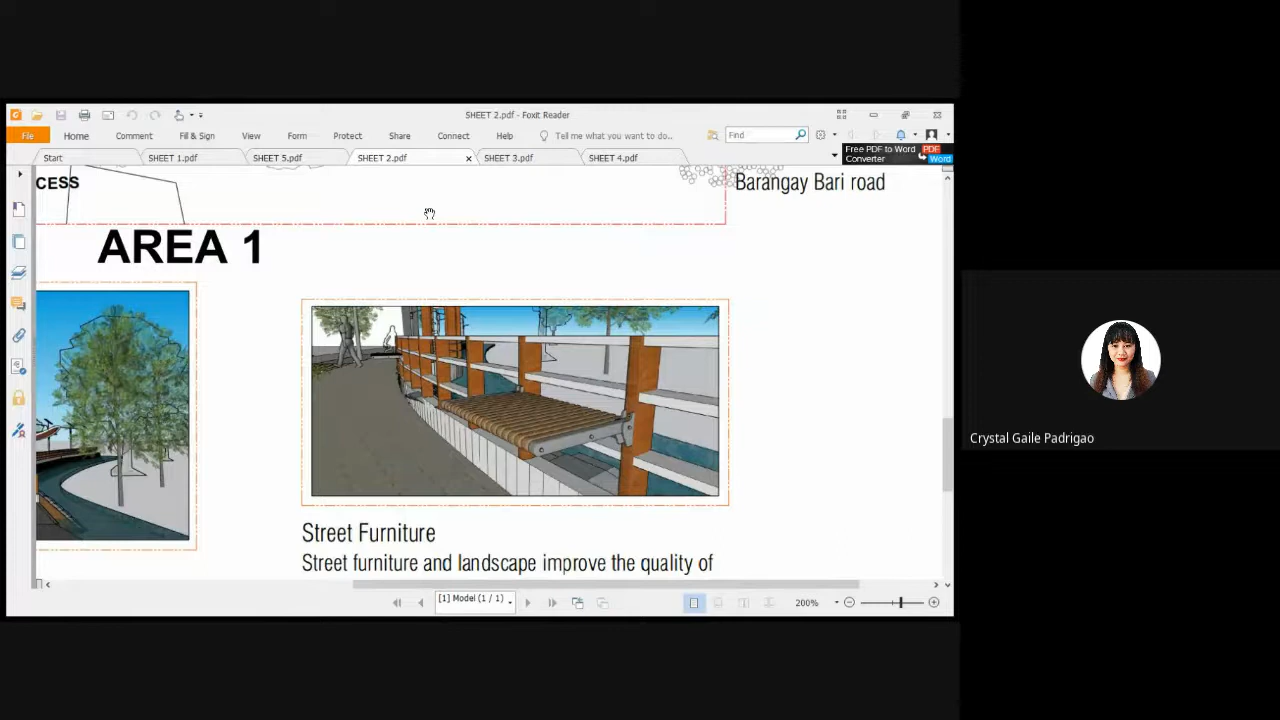 SHEET 2.pdf - Foxit Reader
File
Home
Comment
Fill & Sign
View
Form
Protect
Share
Connect
Help
Tell me what you want to do..
Find
Start
SHEET 1.pdf
SHEET 5.pdf
SHEET 2.pdf
SHEET 3.pdf
SHEET 4.pdf
Free PDF to Word
Converter
PDF
Word
CESS
Barangay Bari road
AREA 1
Street Furniture
Street furniture and landscape improve the quality of
[1] Model (1 / 1)
200%
Crystal Gaile Padrigao